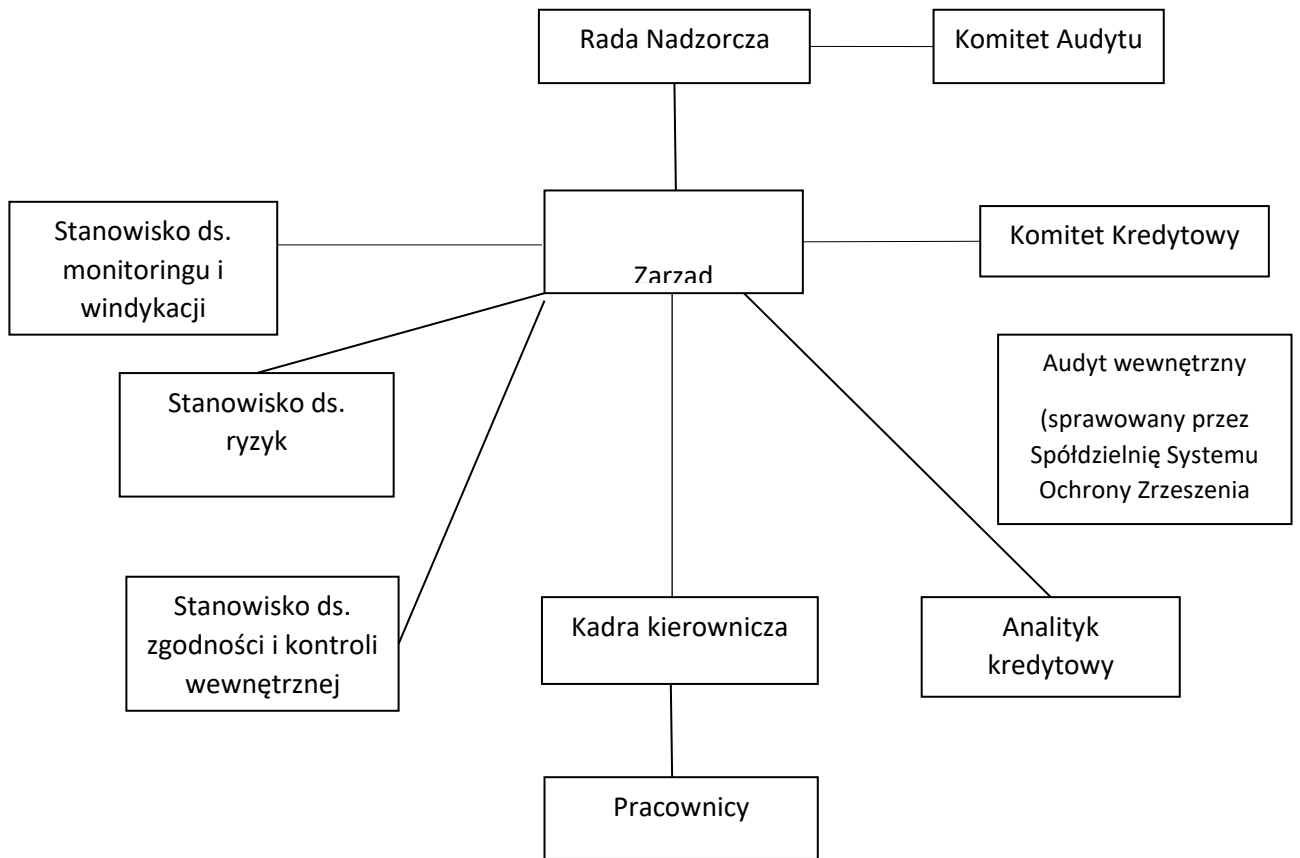 Rada Nadzorcza
Komitet Audytu
Stanowisko ds.
monitoringu i
windykacji
Zarząd
Komitet Kredytowy
Audyt wewnętrzny
(sprawowany przez
Spółdzielnię Systemu
Ochrony Zrzeszenia
Stanowisko ds.
ryzyk
Stanowisko ds.
zgodności i kontroli
wewnętrznej
Kadra kierownicza
Analityk
kredytowy
Pracownicy